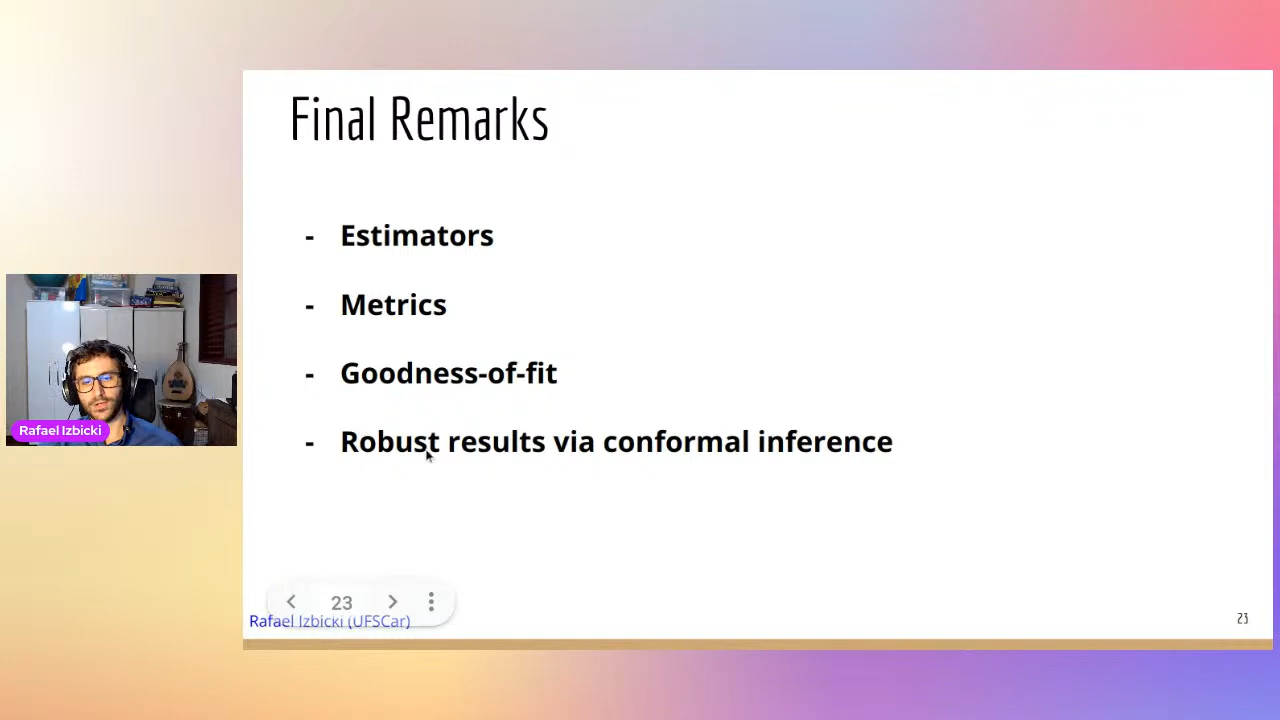 Final Remarks
- Estimators
- Metrics
- Goodness-of-fit
- Robust results via conformal inference
Rafael Izbicki
23
Rafael Izbicki (UFSCar)
23